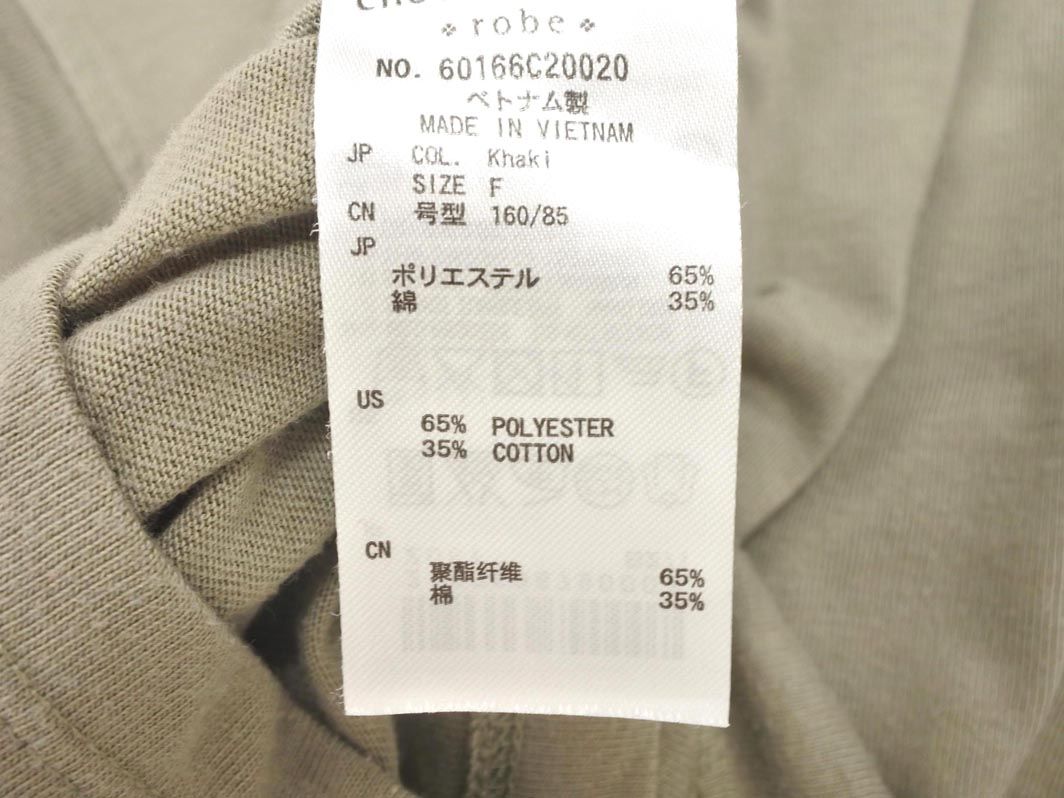 robe
NO. 60166C20020
ベトナム製
MADE IN VIETNAM
JP COL. Khaki
SIZE F
CN 号型 160/85
JP
ポリエステル 65%
綿 35%
US
65% POLYESTER
35% COTTON
CN
聚酯纤维 65%
棉 35%